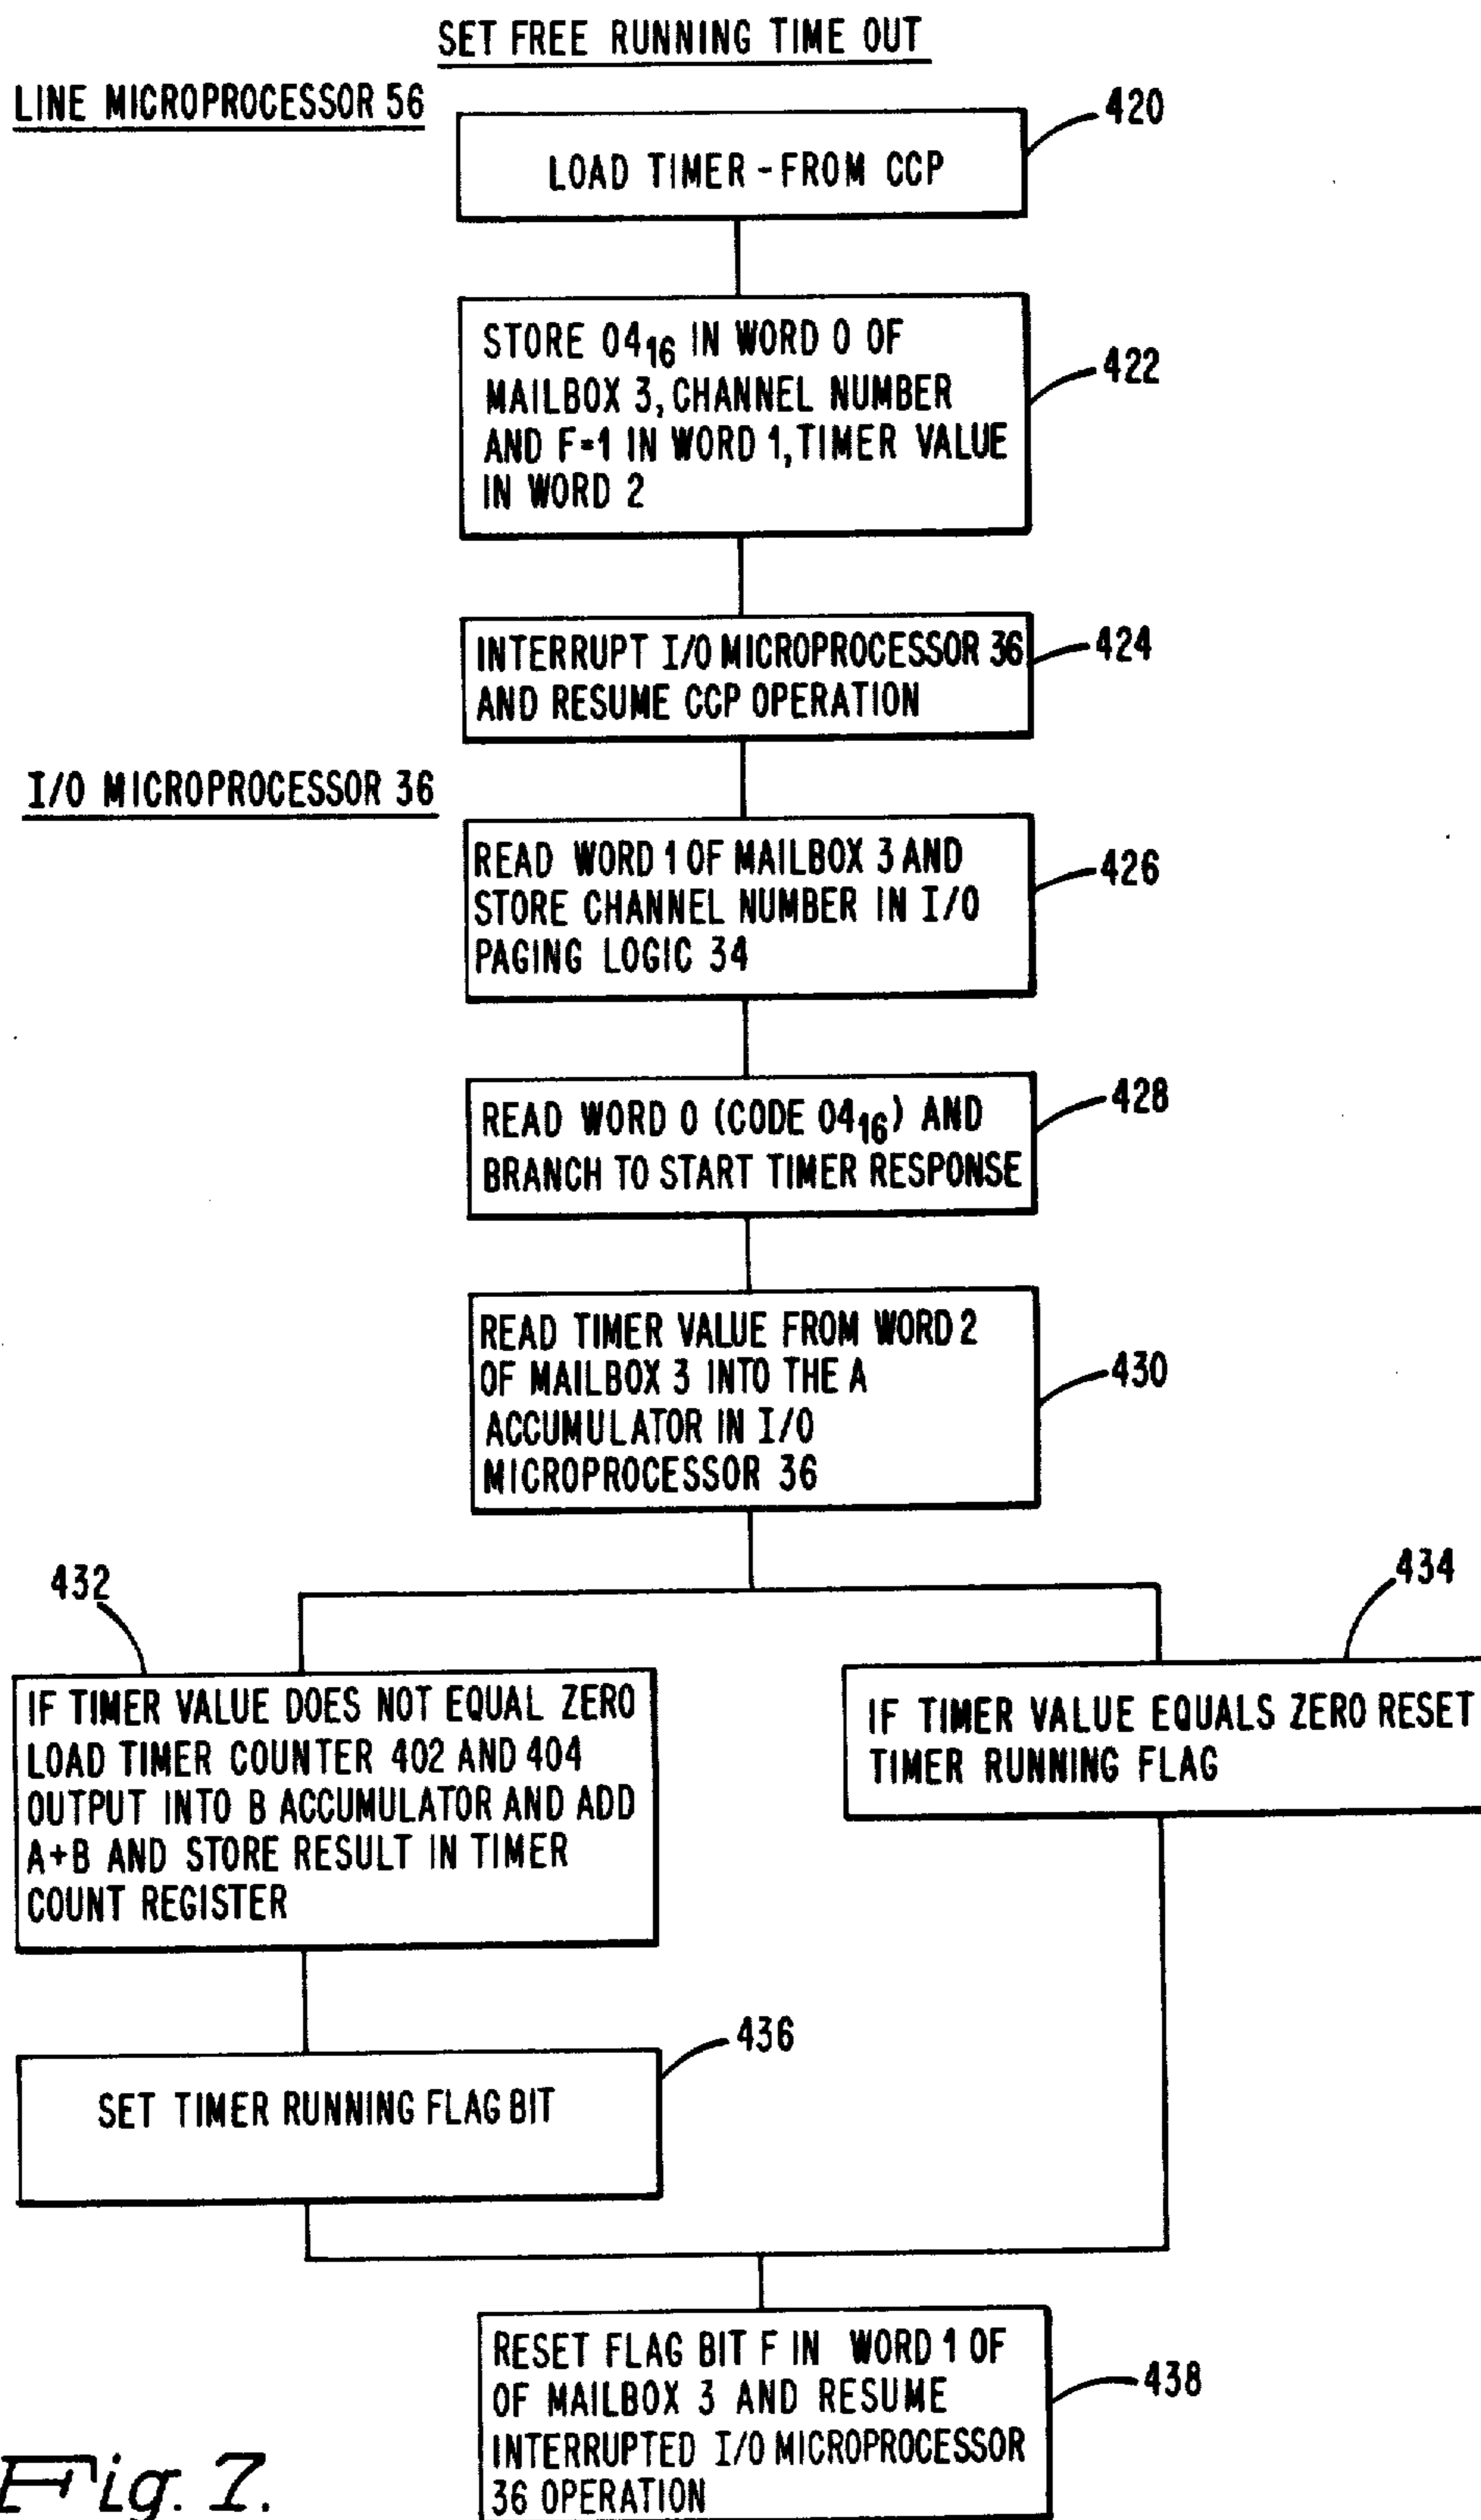 SET FREE RUNNING TIME OUT
LINE MICROPROCESSOR 56
420
LOAD TIMER - FROM CCP
STORE 04₁₆ IN WORD 0 OF
MAILBOX 3, CHANNEL NUMBER
AND F=1 IN WORD 1, TIMER VALUE
IN WORD 2
422
INTERRUPT I/O MICROPROCESSOR 36
AND RESUME CCP OPERATION
424
I/O MICROPROCESSOR 36
READ WORD 1 OF MAILBOX 3 AND
STORE CHANNEL NUMBER IN I/O
PAGING LOGIC 34
426
READ WORD 0 (CODE 04₁₆) AND
BRANCH TO START TIMER RESPONSE
428
READ TIMER VALUE FROM WORD 2
OF MAILBOX 3 INTO THE A
ACCUMULATOR IN I/O
MICROPROCESSOR 36
430
432
IF TIMER VALUE DOES NOT EQUAL ZERO
LOAD TIMER COUNTER 402 AND 404
OUTPUT INTO B ACCUMULATOR AND ADD
A+B AND STORE RESULT IN TIMER
COUNT REGISTER
434
IF TIMER VALUE EQUALS ZERO RESET
TIMER RUNNING FLAG
436
SET TIMER RUNNING FLAG BIT
RESET FLAG BIT F IN WORD 1 OF
OF MAILBOX 3 AND RESUME
INTERRUPTED I/O MICROPROCESSOR
36 OPERATION
438
Fig. 7.